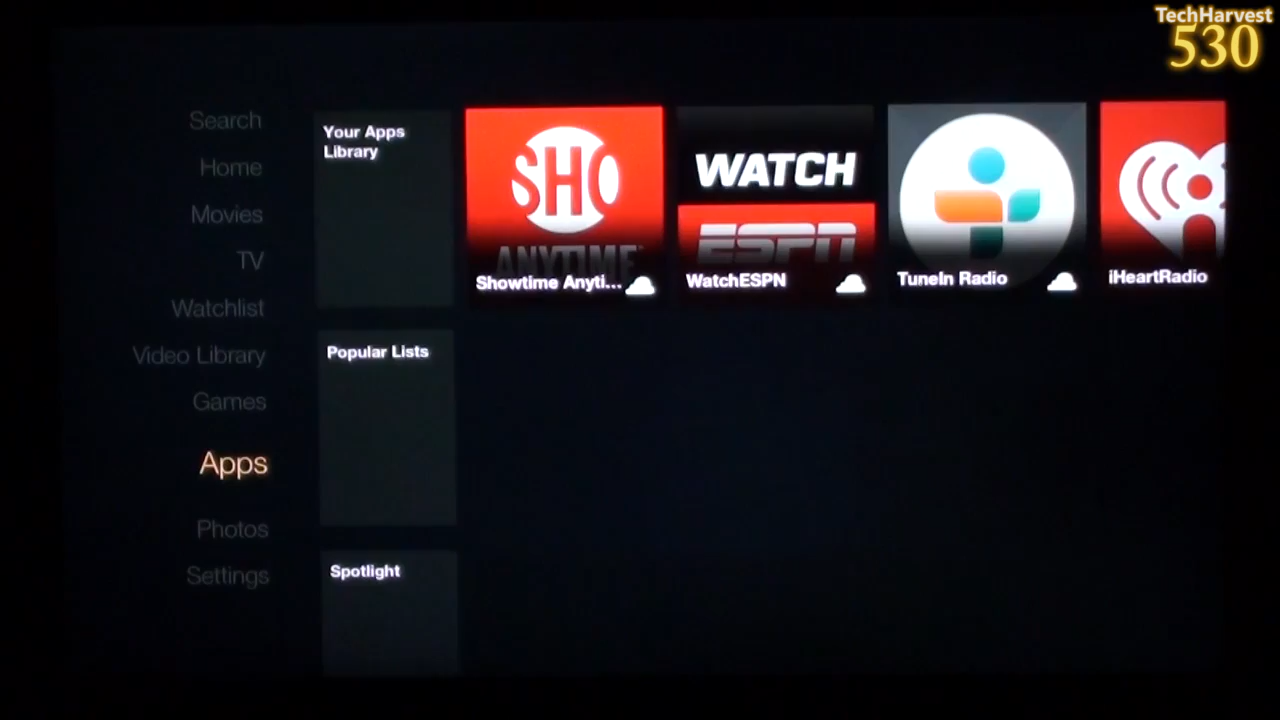 TechHarvest
530
Search
Home
Movies
TV
Watchlist
Video Library
Games
Apps
Photos
Settings
Your Apps
Library
SHO
ANYTIME
Showtime Anyti...
WATCH
ESPN
WatchESPN
TuneIn Radio
iHeartRadio
Popular Lists
Spotlight